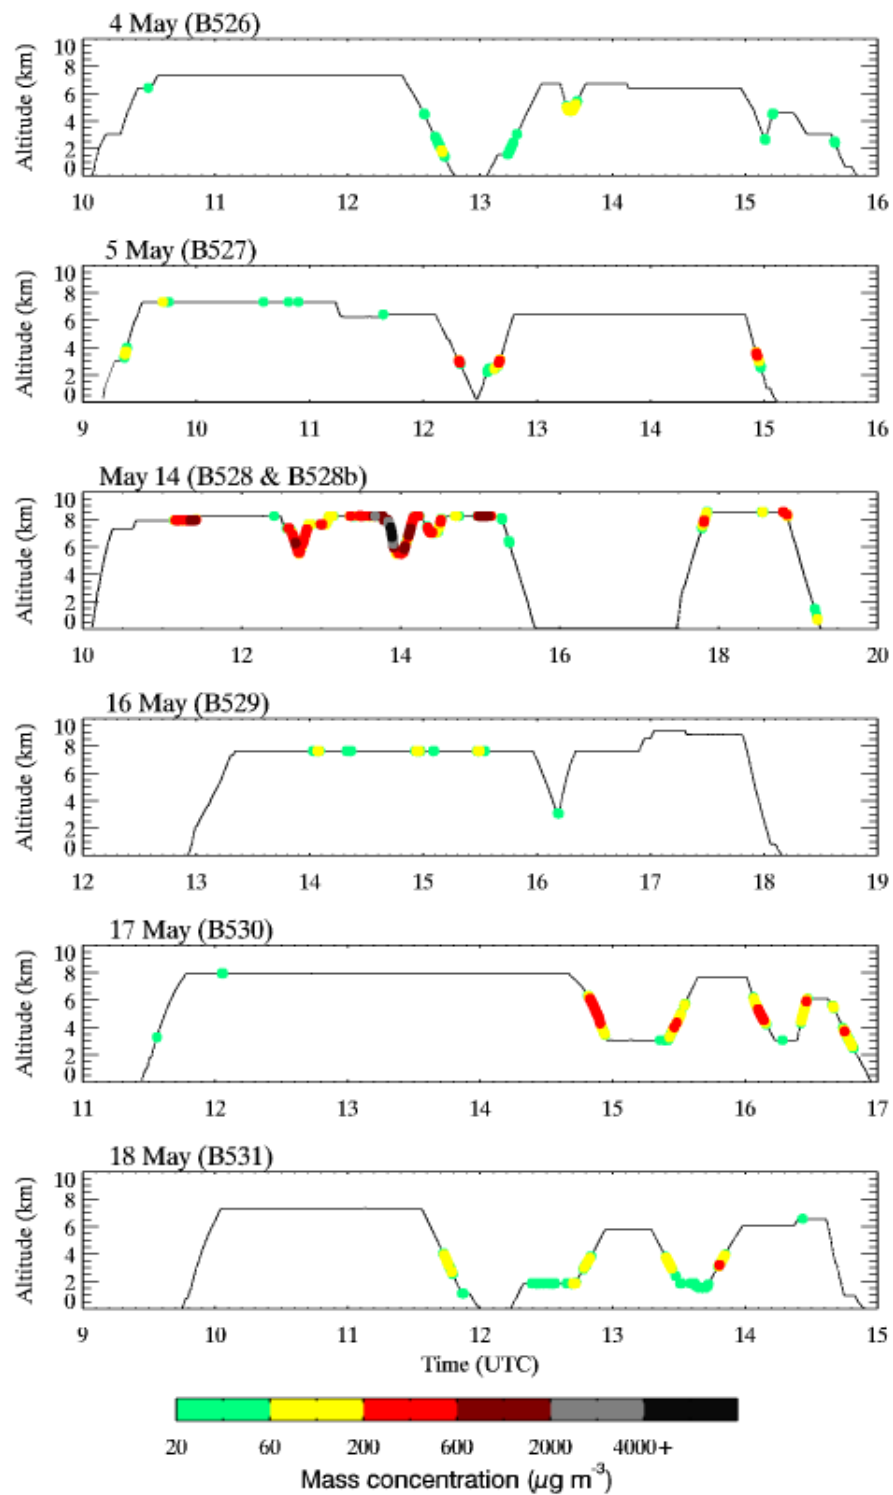 4 May (B526)
Altitude (km)
10
8
6
4
2
0
10 11 12 13 14 15 16
5 May (B527)
Altitude (km)
10
8
6
4
2
0
9 10 11 12 13 14 15 16
May 14 (B528 & B528b)
Altitude (km)
10
8
6
4
2
0
10 12 14 16 18 20
16 May (B529)
Altitude (km)
10
8
6
4
2
0
12 13 14 15 16 17 18 19
17 May (B530)
Altitude (km)
10
8
6
4
2
0
11 12 13 14 15 16 17
18 May (B531)
Altitude (km)
10
8
6
4
2
0
9 10 11 12 13 14 15
Time (UTC)
20 60 200 600 2000 4000+
Mass concentration (μg m⁻³)